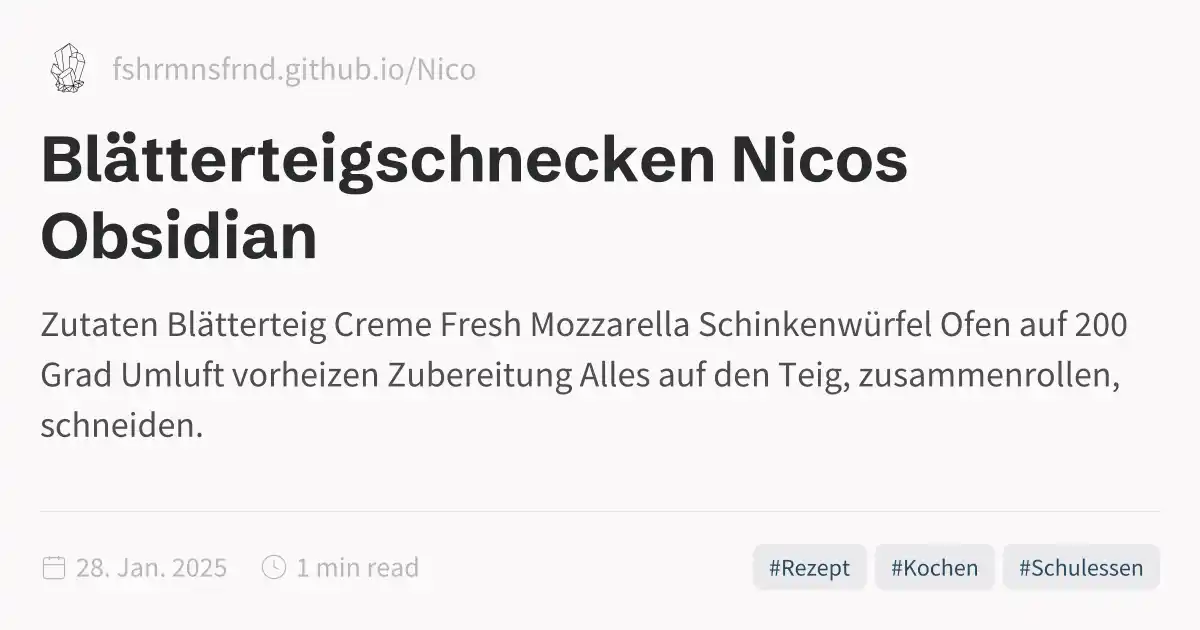 fshrmnsfrnd.github.io/Nico
Blätterteigschnecken Nicos
Obsidian
Zutaten Blätterteig Creme Fresh Mozzarella Schinkenwürfel Ofen auf 200
Grad Umluft vorheizen Zubereitung Alles auf den Teig, zusammenrollen,
schneiden.
28. Jan. 2025 1 min read #Rezept #Kochen #Schulessen